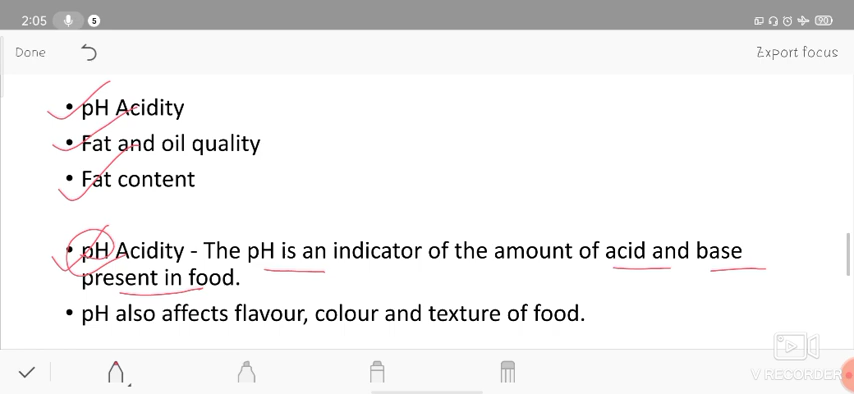 2:05 5 90
Done Export focus
• pH Acidity
• Fat and oil quality
• Fat content
• pH Acidity - The pH is an indicator of the amount of acid and base
present in food.
• pH also affects flavour, colour and texture of food.
V RECORDER